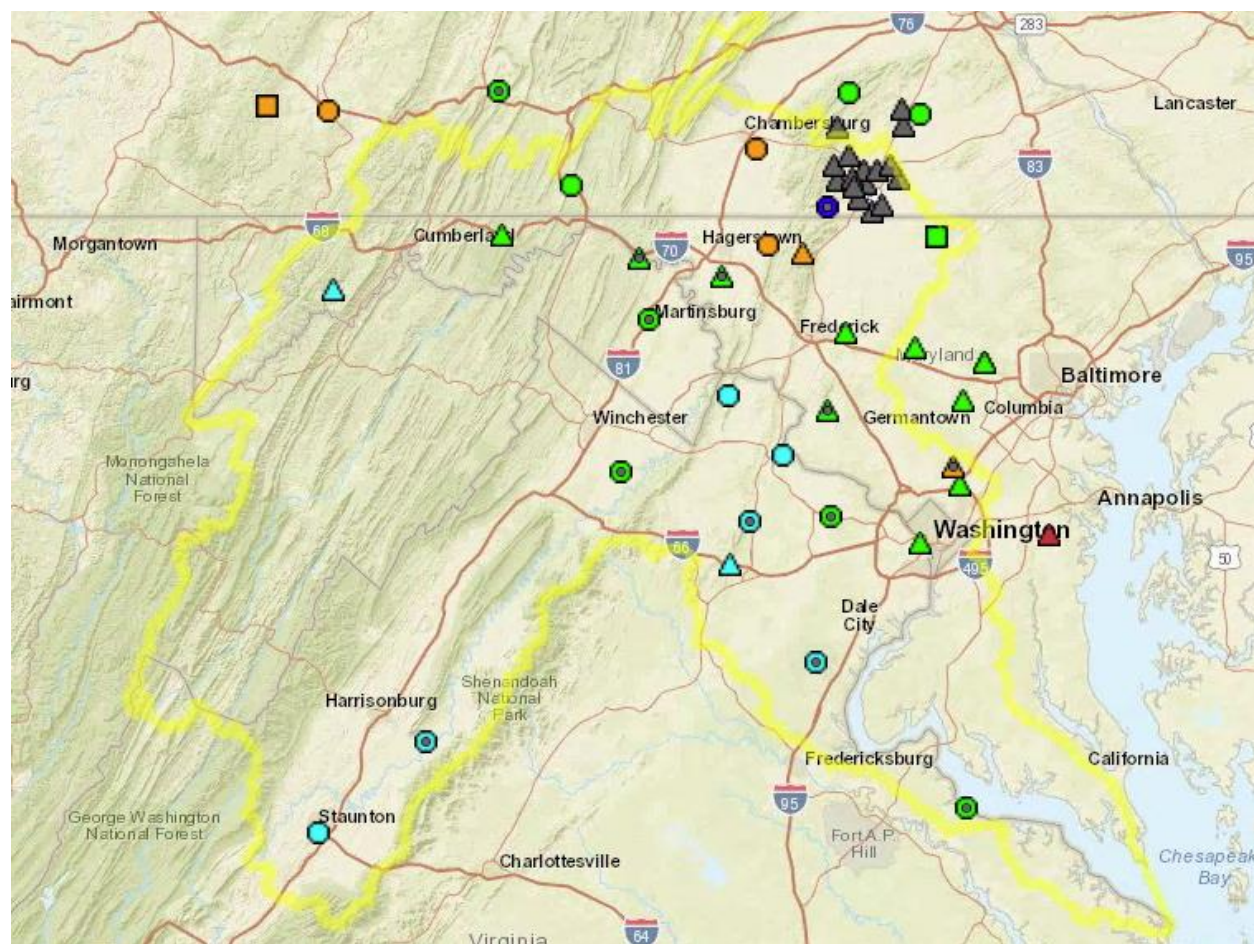 76
283
Lancaster
Chambersburg
83
68
Morgantown
Cumberland
70
Hagerstown
95
airmont
Martinsburg
Frederick
Maryland
81
Baltimore
Winchester
Germantown
Columbia
Monongahela
National
Forest
Annapolis
Washington
66
495
50
Dale
City
Shenandoah
National
Park
Harrisonburg
Fredericksburg
California
95
George Washington
National Forest
Staunton
Fort A.P.
Hill
Charlottesville
Chesapeak
Bay
64
Virginia